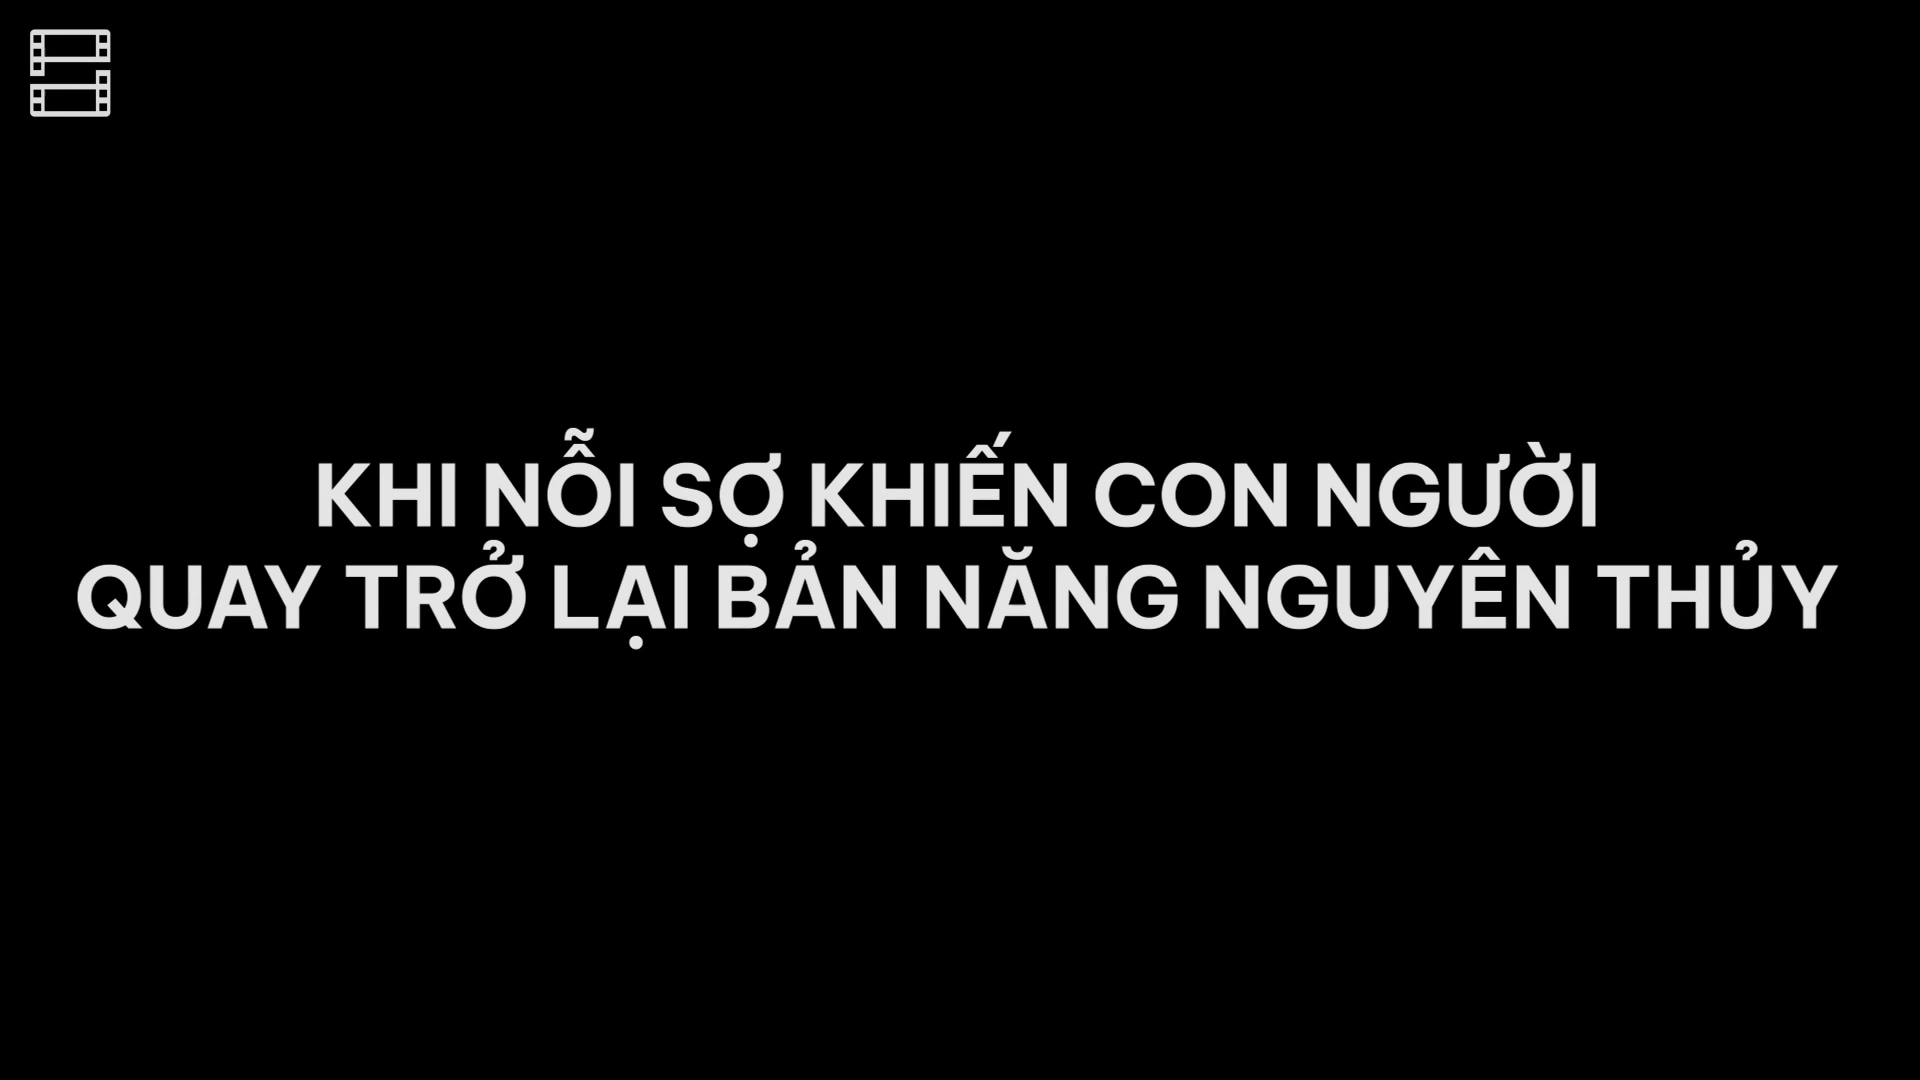 KHI NỖI SỢ KHIẾN CON NGƯỜI
QUAY TRỞ LẠI BẢN NĂNG NGUYÊN THỦY